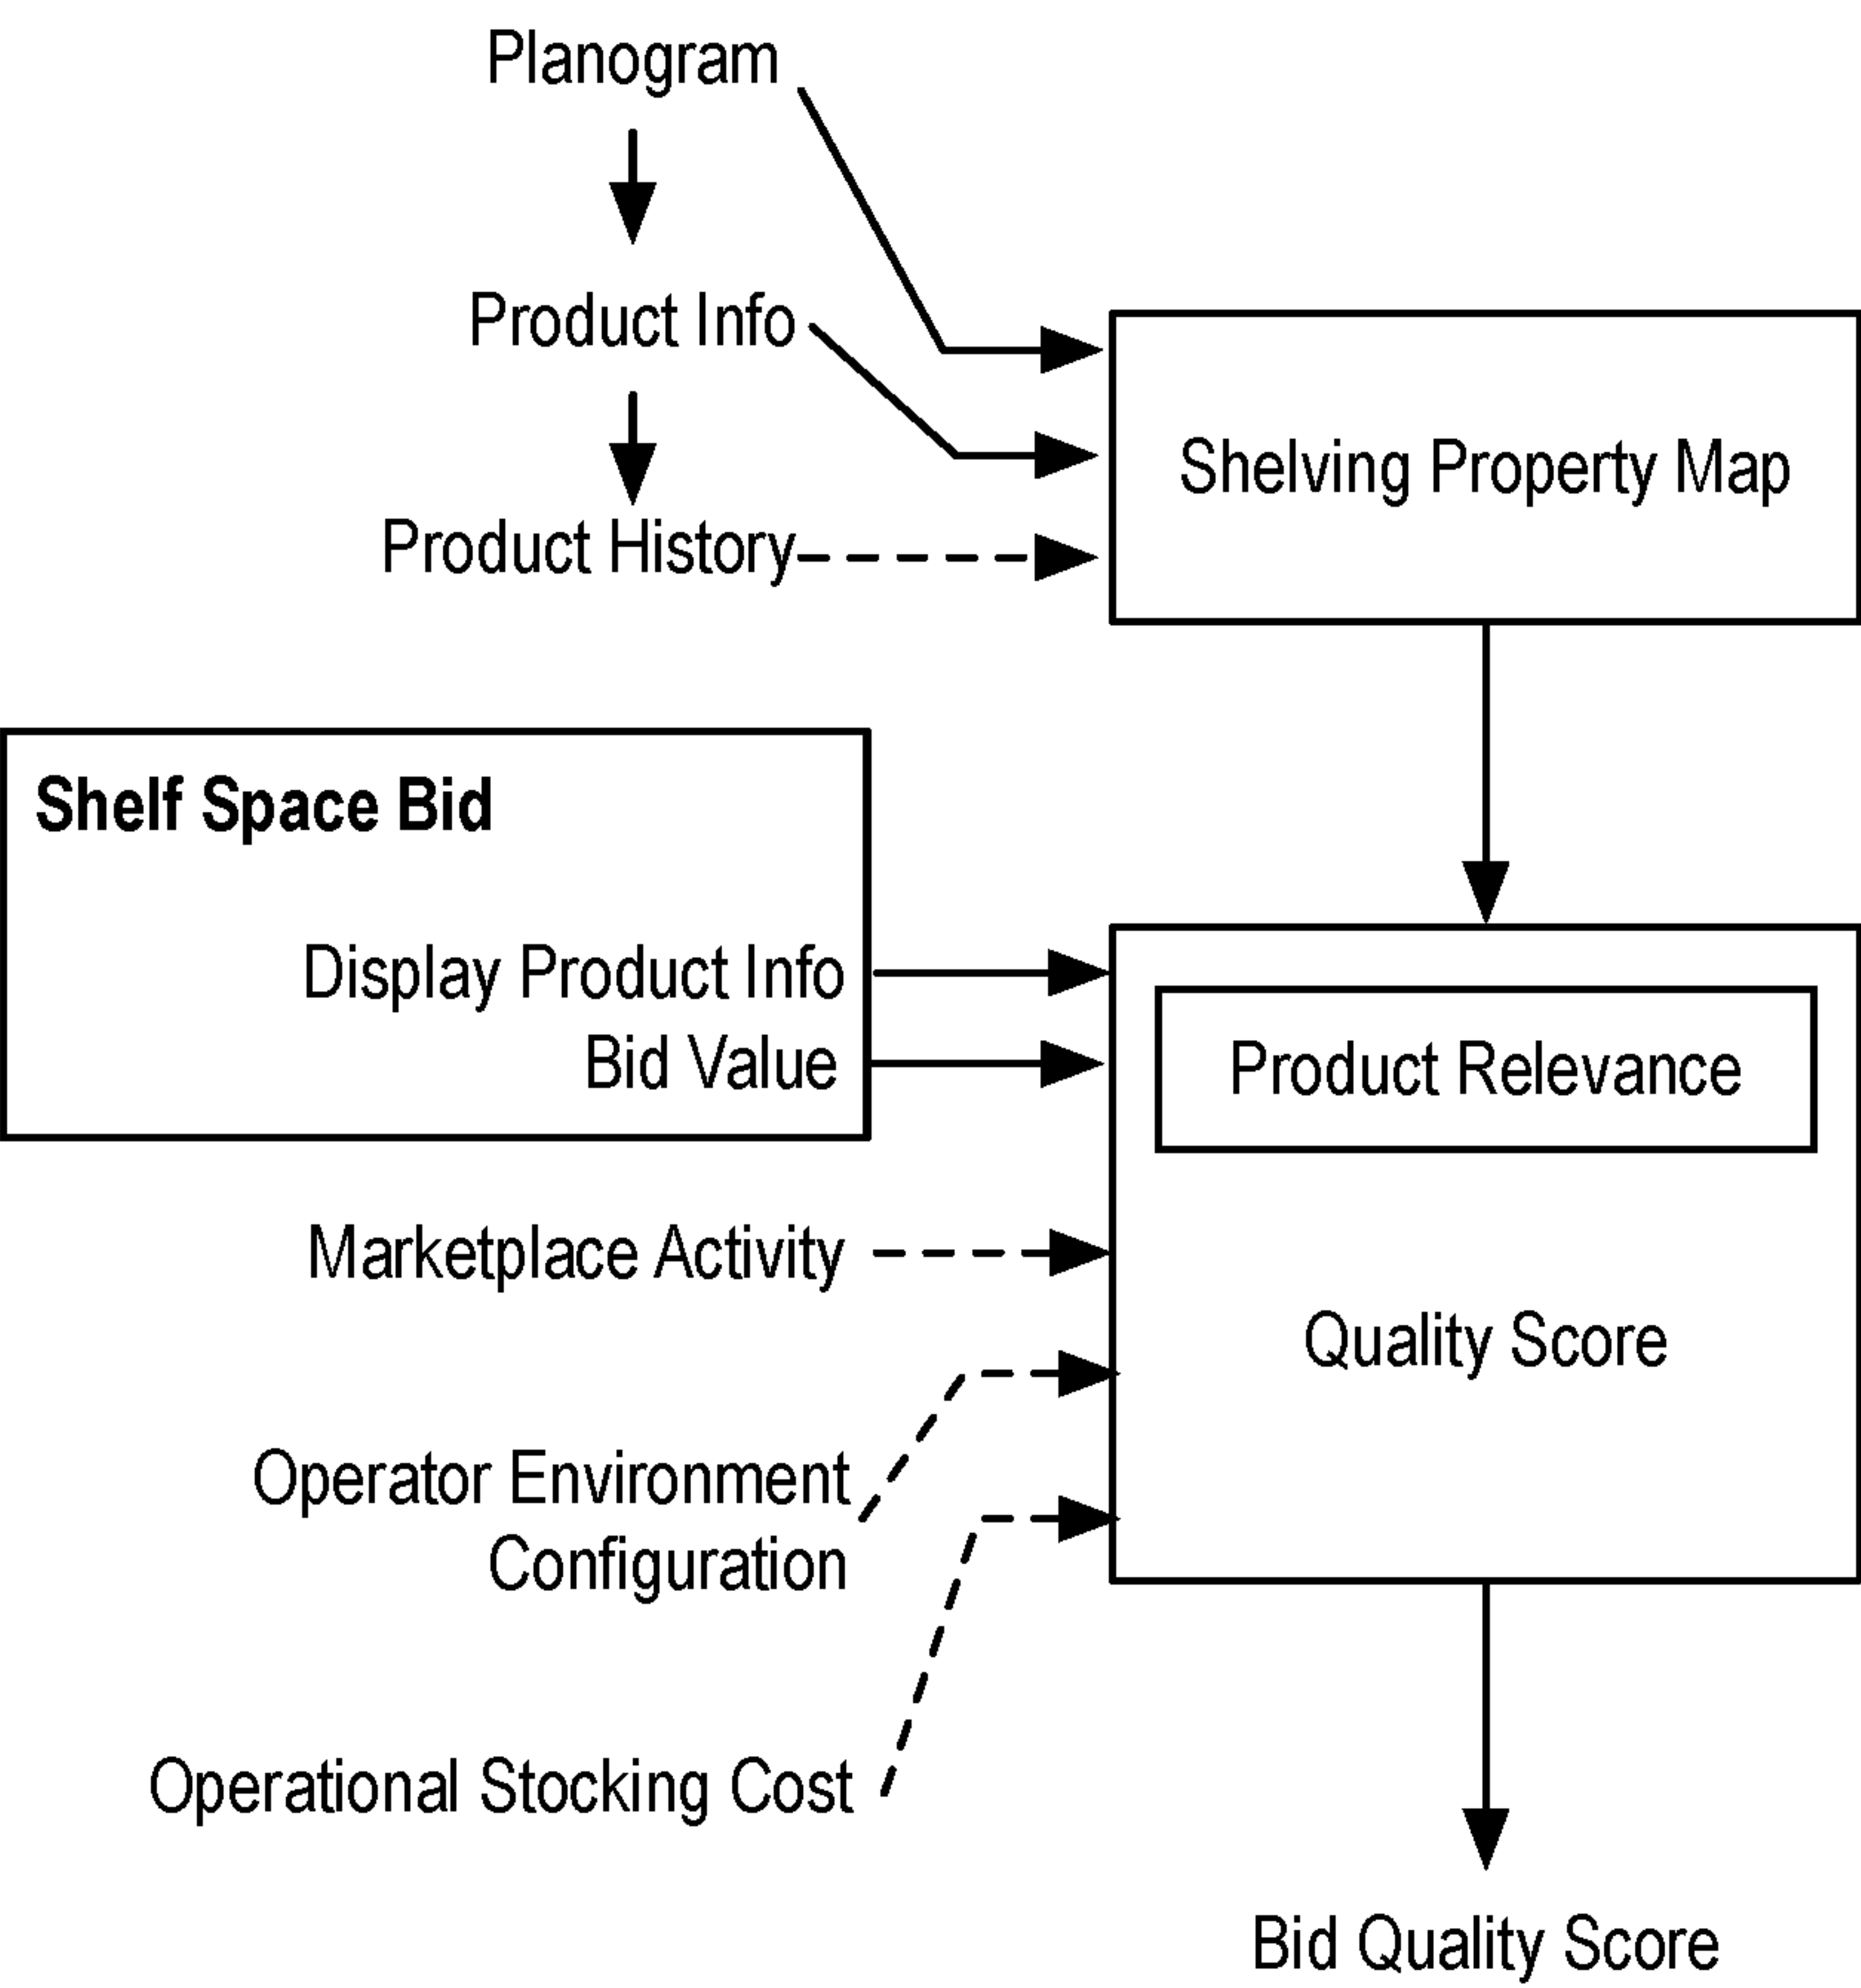 Planogram
Product Info
Product History
Shelving Property Map
Shelf Space Bid
Display Product Info
Bid Value
Product Relevance
Marketplace Activity
Quality Score
Operator Environment
Configuration
Operational Stocking Cost
Bid Quality Score